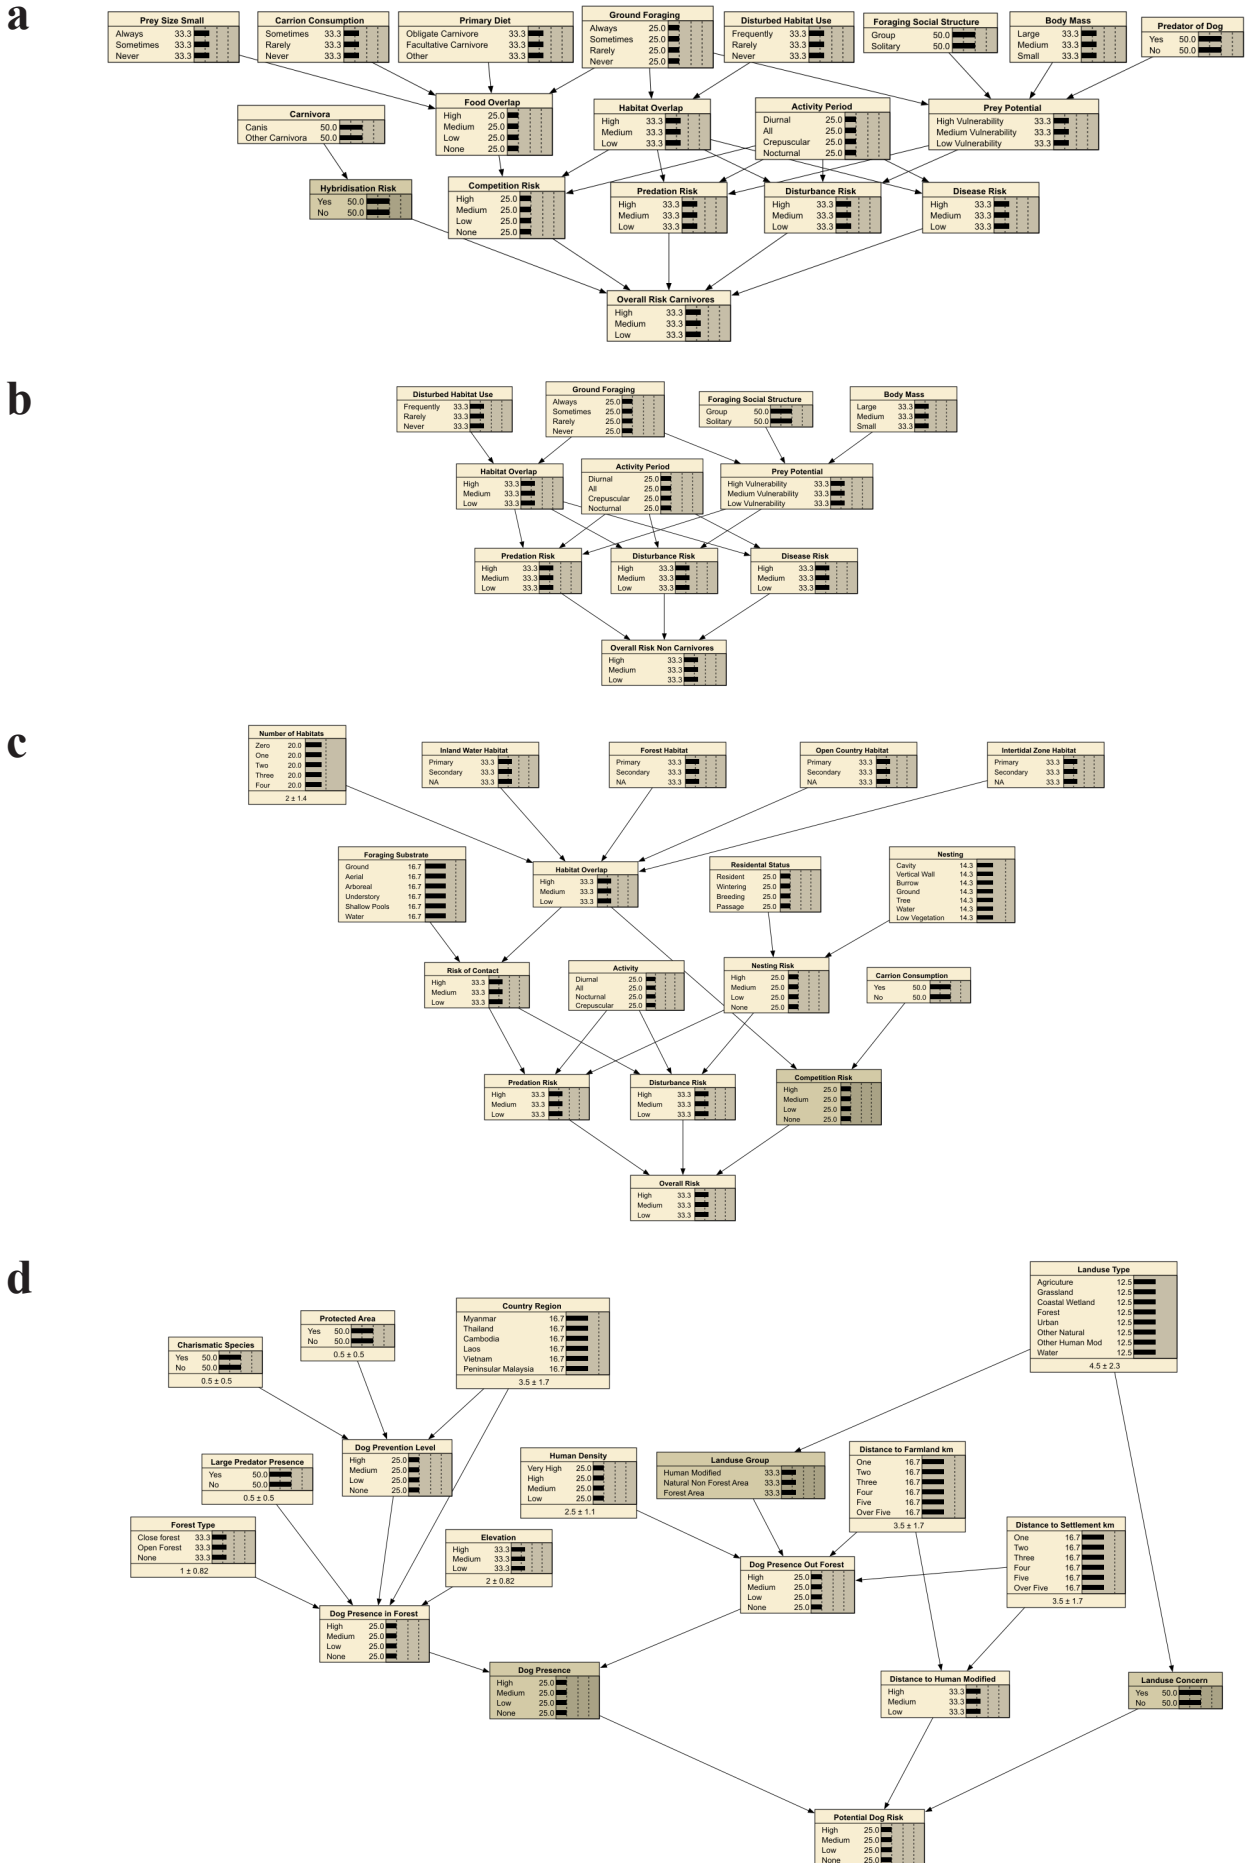 a
Prey Size Small
Always 33.3
Sometimes 33.3
Never 33.3
Carrion Consumption
Sometimes 33.3
Rarely 33.3
Never 33.3
Primary Diet
Obligate Carnivore 33.3
Facultative Carnivore 33.3
Other 33.3
Ground Foraging
Always 25.0
Sometimes 25.0
Rarely 25.0
Never 25.0
Disturbed Habitat Use
Frequently 33.3
Rarely 33.3
Never 33.3
Foraging Social Structure
Group 50.0
Solitary 50.0
Body Mass
Large 33.3
Medium 33.3
Small 33.3
Predator of Dog
Yes 50.0
No 50.0
Carnivora
Canis 50.0
Other Carnivora 50.0
Food Overlap
High 25.0
Medium 25.0
Low 25.0
None 25.0
Habitat Overlap
High 33.3
Medium 33.3
Low 33.3
Activity Period
Diurnal 25.0
All 25.0
Crepuscular 25.0
Nocturnal 25.0
Prey Potential
High Vulnerability 33.3
Medium Vulnerability 33.3
Low Vulnerability 33.3
Hybridisation Risk
Yes 50.0
No 50.0
Competition Risk
High 25.0
Medium 25.0
Low 25.0
None 25.0
Predation Risk
High 33.3
Medium 33.3
Low 33.3
Disturbance Risk
High 33.3
Medium 33.3
Low 33.3
Disease Risk
High 33.3
Medium 33.3
Low 33.3
Overall Risk Carnivores
High 33.3
Medium 33.3
Low 33.3
b
Disturbed Habitat Use
Frequently 33.3
Rarely 33.3
Never 33.3
Ground Foraging
Always 25.0
Sometimes 25.0
Rarely 25.0
Never 25.0
Foraging Social Structure
Group 50.0
Solitary 50.0
Body Mass
Large 33.3
Medium 33.3
Small 33.3
Habitat Overlap
High 33.3
Medium 33.3
Low 33.3
Activity Period
Diurnal 25.0
All 25.0
Crepuscular 25.0
Nocturnal 25.0
Prey Potential
High Vulnerability 33.3
Medium Vulnerability 33.3
Low Vulnerability 33.3
Predation Risk
High 33.3
Medium 33.3
Low 33.3
Disturbance Risk
High 33.3
Medium 33.3
Low 33.3
Disease Risk
High 33.3
Medium 33.3
Low 33.3
Overall Risk Non Carnivores
High 33.3
Medium 33.3
Low 33.3
c
Number of Habitats
Zero 20.0
One 20.0
Two 20.0
Three 20.0
Four 20.0
2 ± 1.4
Inland Water Habitat
Primary 33.3
Secondary 33.3
NA 33.3
Forest Habitat
Primary 33.3
Secondary 33.3
NA 33.3
Open Country Habitat
Primary 33.3
Secondary 33.3
NA 33.3
Intertidal Zone Habitat
Primary 33.3
Secondary 33.3
NA 33.3
Foraging Substrate
Ground 16.7
Aerial 16.7
Arboreal 16.7
Understory 16.7
Shallow Pools 16.7
Water 16.7
Habitat Overlap
High 33.3
Medium 33.3
Low 33.3
Residental Status
Resident 25.0
Wintering 25.0
Breeding 25.0
Passage 25.0
Nesting
Cavity 14.3
Vertical Wall 14.3
Burrow 14.3
Ground 14.3
Tree 14.3
Water 14.3
Low Vegetation 14.3
Risk of Contact
High 33.3
Medium 33.3
Low 33.3
Activity
Diurnal 25.0
All 25.0
Nocturnal 25.0
Crepuscular 25.0
Nesting Risk
High 25.0
Medium 25.0
Low 25.0
None 25.0
Carrion Consumption
Yes 50.0
No 50.0
Predation Risk
High 33.3
Medium 33.3
Low 33.3
Disturbance Risk
High 33.3
Medium 33.3
Low 33.3
Competition Risk
High 25.0
Medium 25.0
Low 25.0
None 25.0
Overall Risk
High 33.3
Medium 33.3
Low 33.3
d
Charismatic Species
Yes 50.0
No 50.0
0.5 ± 0.5
Protected Area
Yes 50.0
No 50.0
0.5 ± 0.5
Country Region
Myanmar 16.7
Thailand 16.7
Cambodia 16.7
Laos 16.7
Vietnam 16.7
Peninsular Malaysia 16.7
3.5 ± 1.7
Landuse Type
Agricuture 12.5
Grassland 12.5
Coastal Wetland 12.5
Forest 12.5
Urban 12.5
Other Natural 12.5
Other Human Mod 12.5
Water 12.5
4.5 ± 2.3
Large Predator Presence
Yes 50.0
No 50.0
0.5 ± 0.5
Dog Prevention Level
High 25.0
Medium 25.0
Low 25.0
None 25.0
Human Density
Very High 25.0
High 25.0
Medium 25.0
Low 25.0
2.5 ± 1.1
Landuse Group
Human Modified 33.3
Natural Non Forest Area 33.3
Forest Area 33.3
Distance to Farmland km
One 16.7
Two 16.7
Three 16.7
Four 16.7
Five 16.7
Over Five 16.7
3.5 ± 1.7
Forest Type
Close forest 33.3
Open Forest 33.3
None 33.3
1 ± 0.82
Elevation
High 33.3
Medium 33.3
Low 33.3
2 ± 0.82
Distance to Settlement km
One 16.7
Two 16.7
Three 16.7
Four 16.7
Five 16.7
Over Five 16.7
3.5 ± 1.7
Dog Presence Out Forest
High 25.0
Medium 25.0
Low 25.0
None 25.0
Dog Presence in Forest
High 25.0
Medium 25.0
Low 25.0
None 25.0
Dog Presence
High 25.0
Medium 25.0
Low 25.0
None 25.0
Distance to Human Modified
High 33.3
Medium 33.3
Low 33.3
Landuse Concern
Yes 50.0
No 50.0
Potential Dog Risk
High 25.0
Medium 25.0
Low 25.0
None 25.0